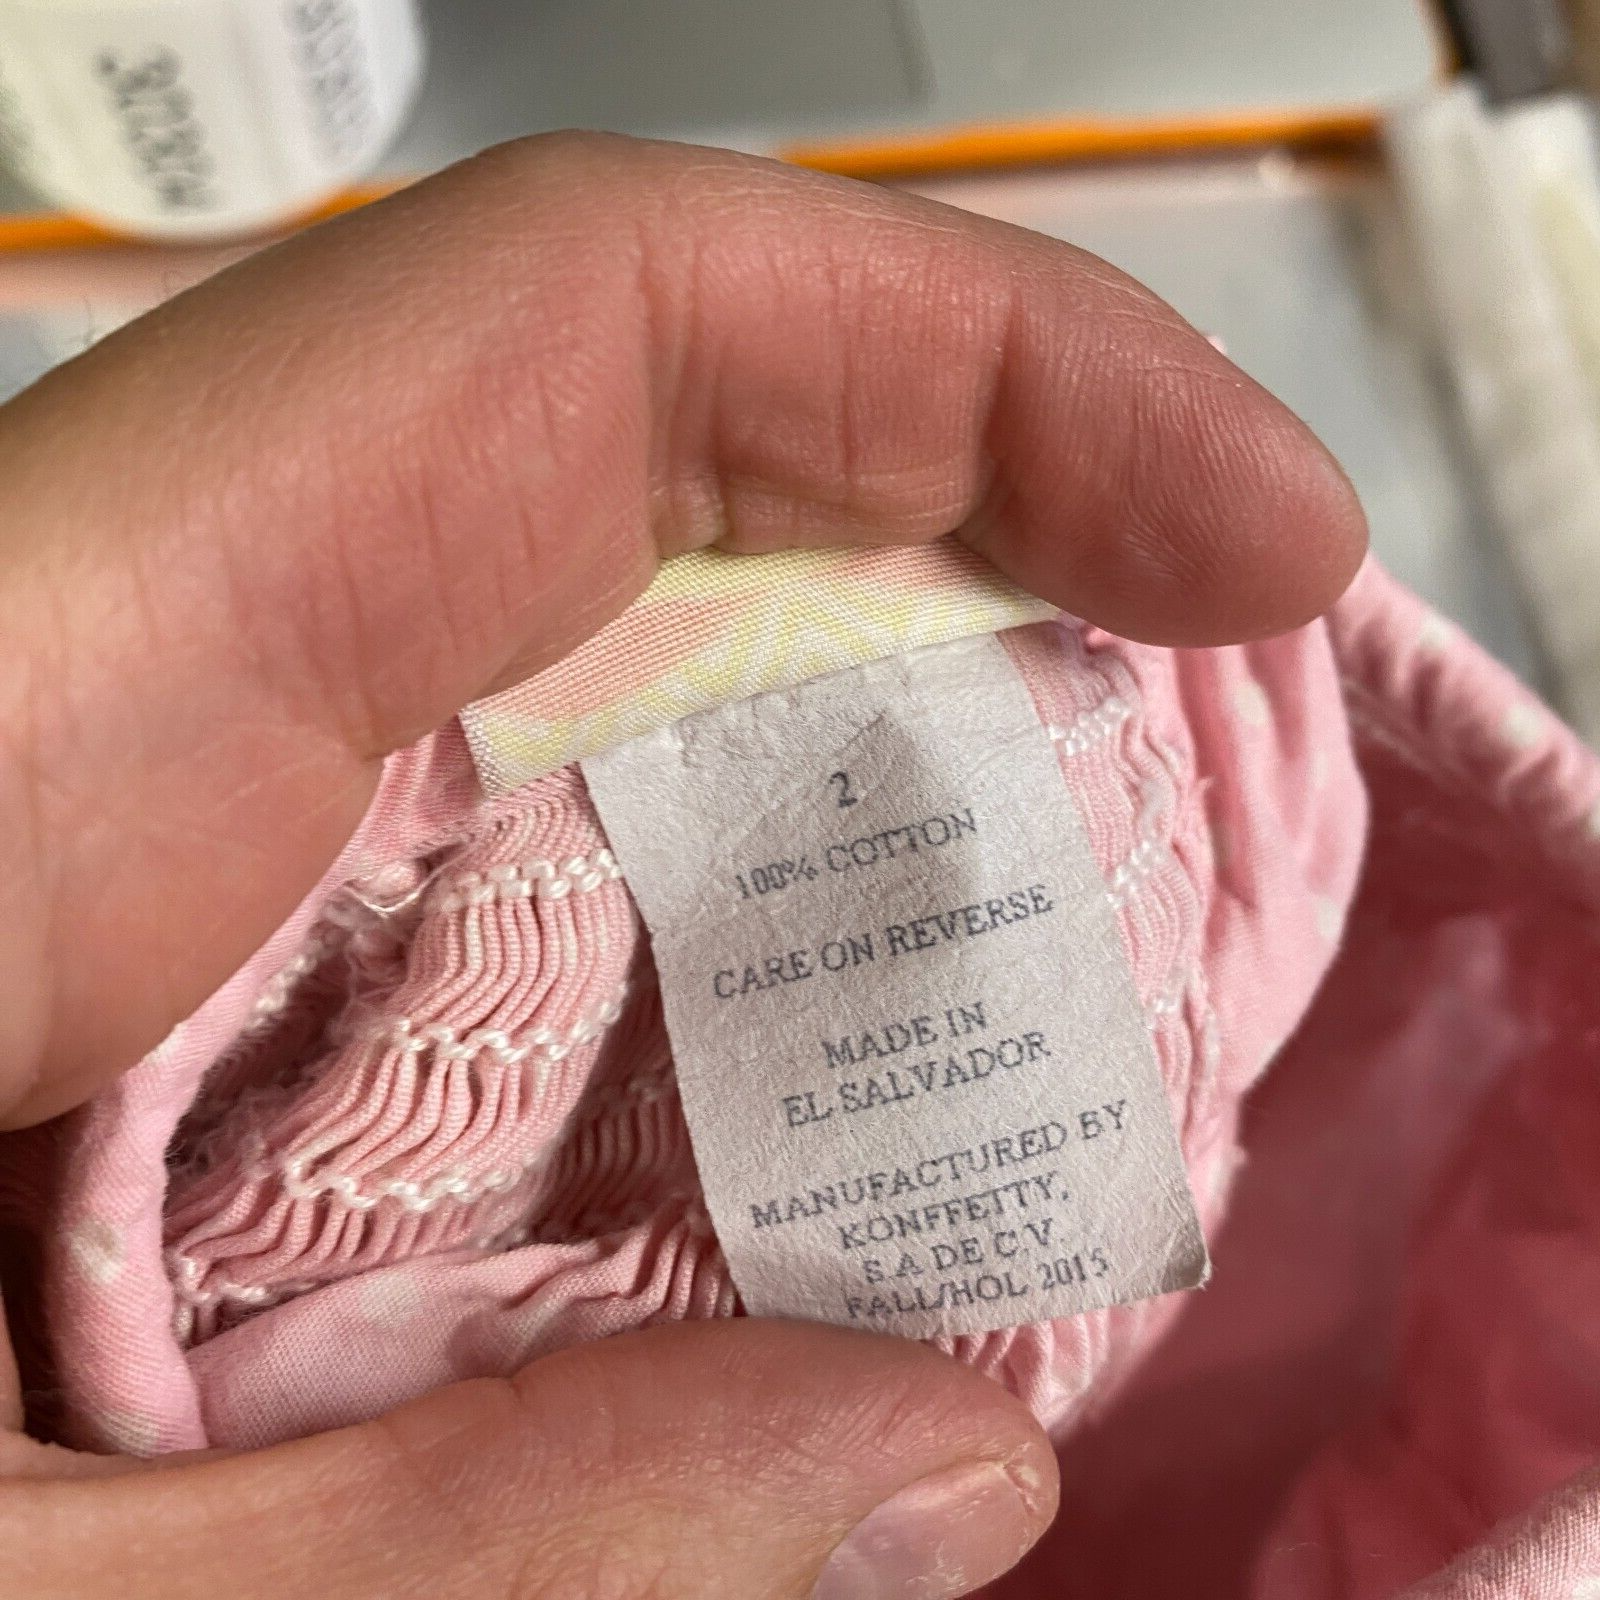 2
100% COTTON
CARE ON REVERSE
MADE IN
EL SALVADOR
MANUFACTURED BY
KONFFETTY,
S.A DE C.V.
FALL/HOL 2015